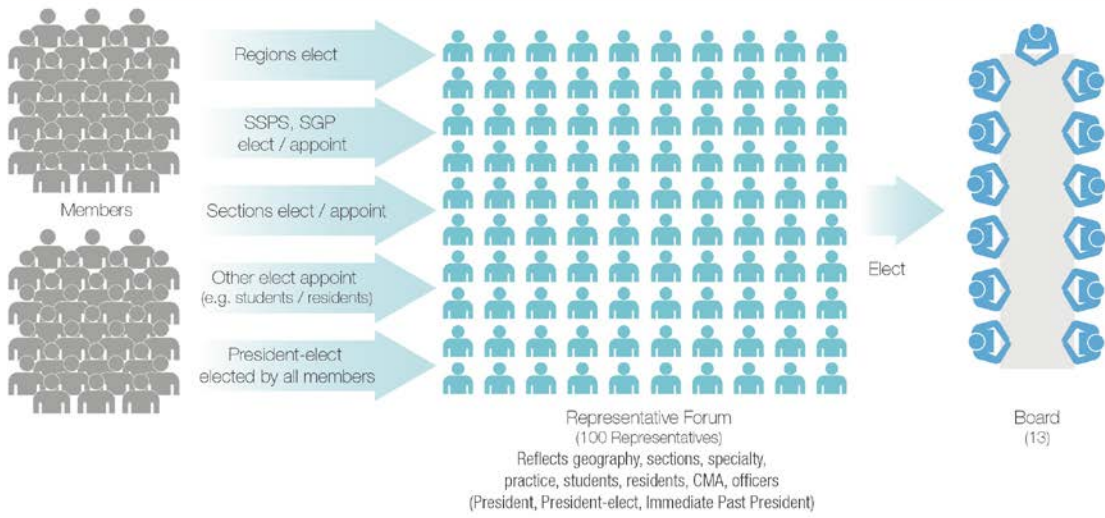 Members
Regions elect
SSPS, SGP
elect / appoint
Sections elect / appoint
Other elect appoint
(e.g. students / residents)
President-elect
elected by all members
Representative Forum
(100 Representatives)
Reflects geography, sections, specialty,
practice, students, residents, CMA, officers
(President, President-elect, Immediate Past President)
Elect
Board
(13)